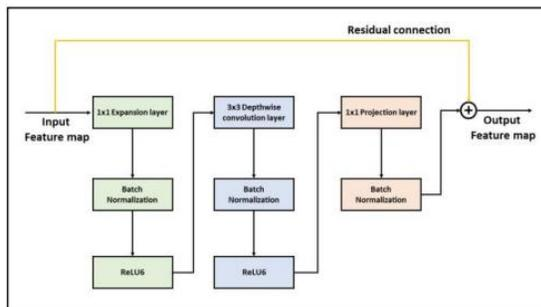 Residual connection
Input
Feature map
1x1 Expansion layer
Batch
Normalization
ReLU6
3x3 Depthwise
convolution layer
Batch
Normalization
ReLU6
1x1 Projection layer
Batch
Normalization
+
Output
Feature map